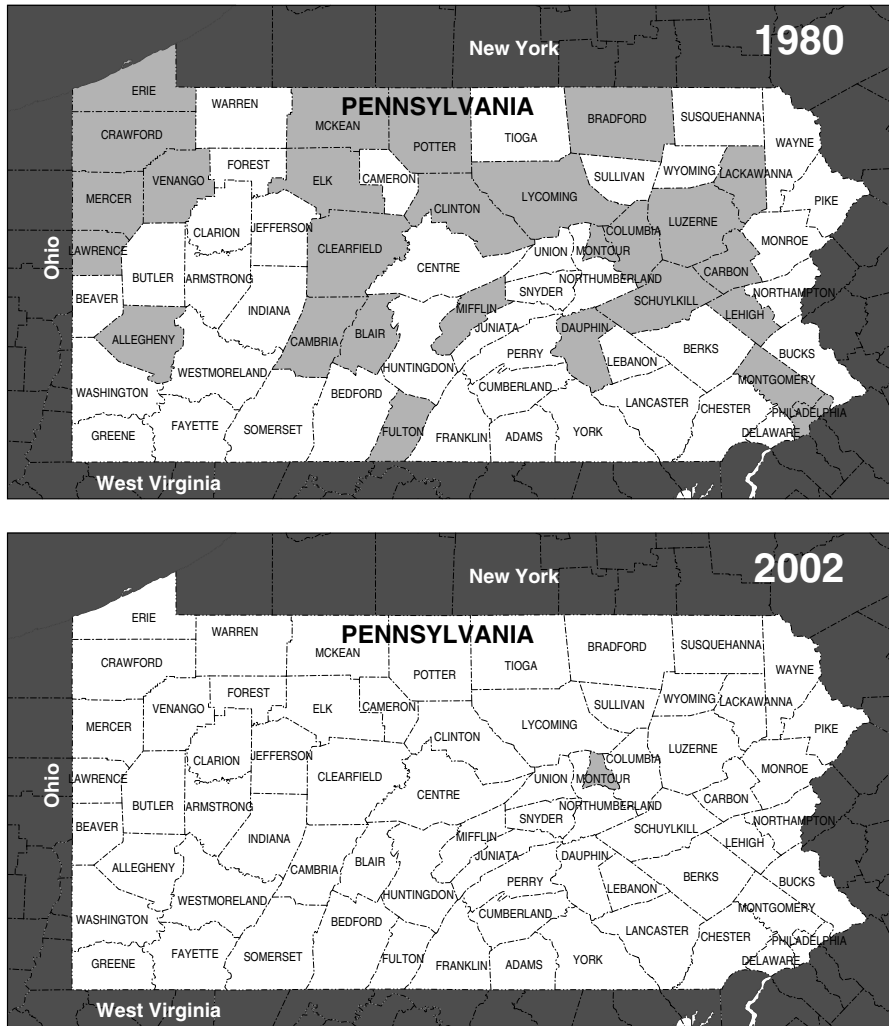 1980
New York
PENNSYLVANIA
ERIE
WARREN
MCKEAN
POTTER
TIOGA
BRADFORD
SUSQUEHANNA
WAYNE
CRAWFORD
FOREST
VENANGO
ELK
CAMERON
SULLIVAN
WYOMING
LACKAWANNA
PIKE
MERCER
CLINTON
LYCOMING
COLUMBIA
LUZERNE
CLARION
JEFFERSON
LAWRENCE
CLEARFIELD
CENTRE
UNION
MONTOUR
MONROE
Ohio
BUTLER
ARMSTRONG
NORTHUMBERLAND
CARBON
BEAVER
INDIANA
SNYDER
SCHUYLKILL
NORTHAMPTON
ALLEGHENY
CAMBRIA
BLAIR
MIFFLIN
JUNIATA
DAUPHIN
LEHIGH
WESTMORELAND
HUNTINGDON
PERRY
LEBANON
BERKS
BUCKS
WASHINGTON
BEDFORD
CUMBERLAND
LANCASTER
MONTGOMERY
GREENE
FAYETTE
SOMERSET
FULTON
FRANKLIN
ADAMS
YORK
CHESTER
PHILADELPHIA
DELAWARE
West Virginia
2002
New York
PENNSYLVANIA
ERIE
WARREN
MCKEAN
POTTER
TIOGA
BRADFORD
SUSQUEHANNA
WAYNE
CRAWFORD
FOREST
VENANGO
ELK
CAMERON
SULLIVAN
WYOMING
LACKAWANNA
PIKE
MERCER
CLINTON
LYCOMING
COLUMBIA
LUZERNE
CLARION
JEFFERSON
LAWRENCE
CLEARFIELD
CENTRE
UNION
MONTOUR
MONROE
Ohio
BUTLER
ARMSTRONG
NORTHUMBERLAND
CARBON
BEAVER
INDIANA
SNYDER
SCHUYLKILL
NORTHAMPTON
ALLEGHENY
CAMBRIA
BLAIR
MIFFLIN
JUNIATA
DAUPHIN
LEHIGH
WESTMORELAND
HUNTINGDON
PERRY
LEBANON
BERKS
BUCKS
WASHINGTON
BEDFORD
CUMBERLAND
LANCASTER
MONTGOMERY
GREENE
FAYETTE
SOMERSET
FULTON
FRANKLIN
ADAMS
YORK
CHESTER
PHILADELPHIA
DELAWARE
West Virginia